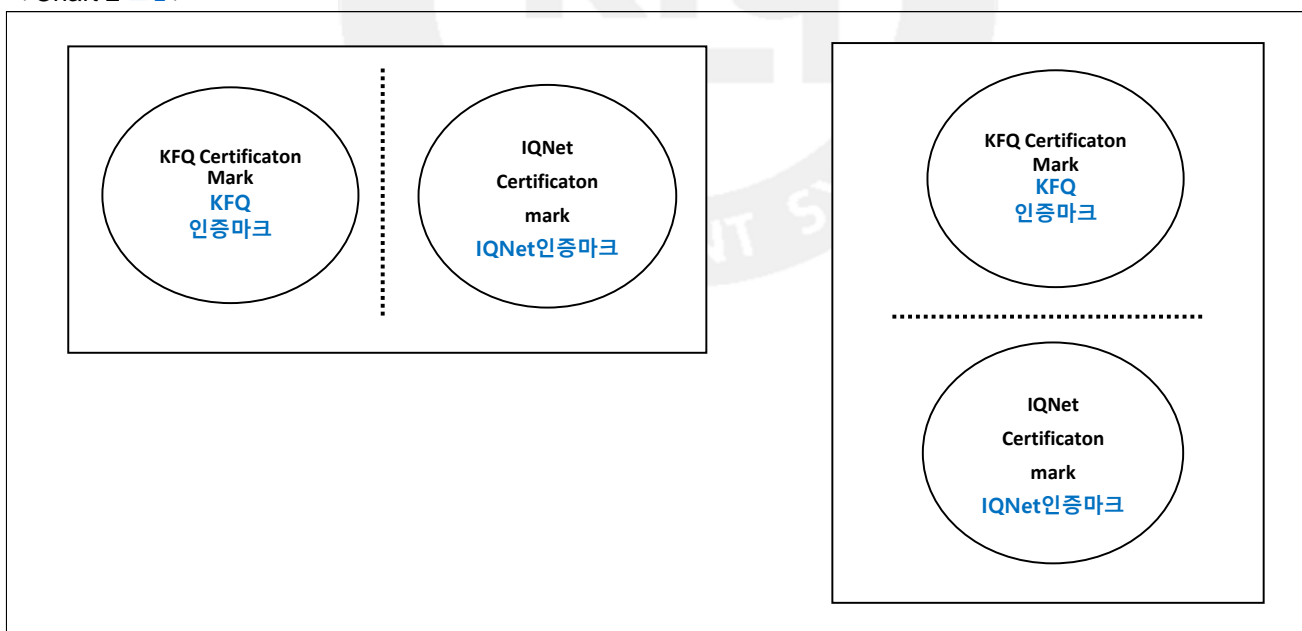 KFQ Certificaton
Mark
KFQ
인증마크
IQNet
Certificaton
mark
IQNet인증마크
KFQ Certificaton
Mark
KFQ
인증마크
IQNet
Certificaton
mark
IQNet인증마크